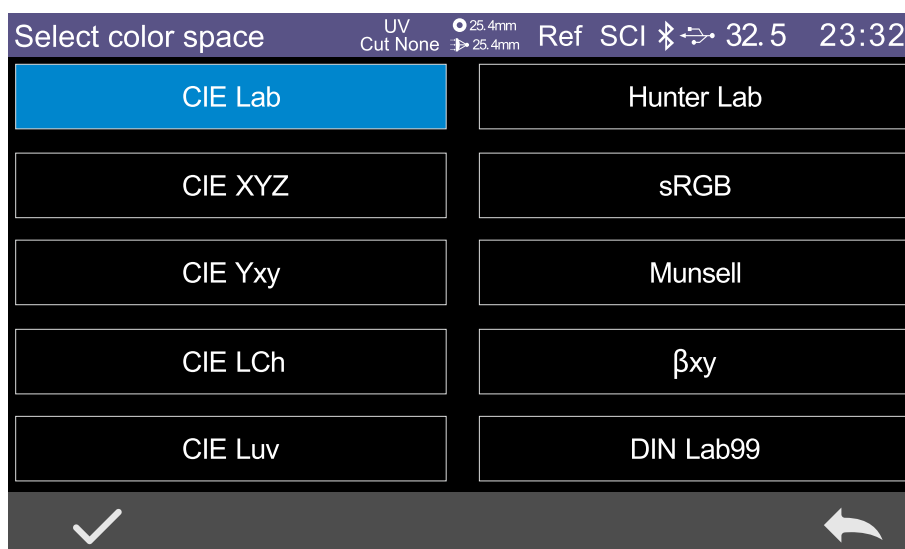 Select color space
UV
Cut None
25.4mm
25.4mm
Ref SCI 32.5 23:32
CIE Lab
Hunter Lab
CIE XYZ
sRGB
CIE Yxy
Munsell
CIE LCh
βxy
CIE Luv
DIN Lab99